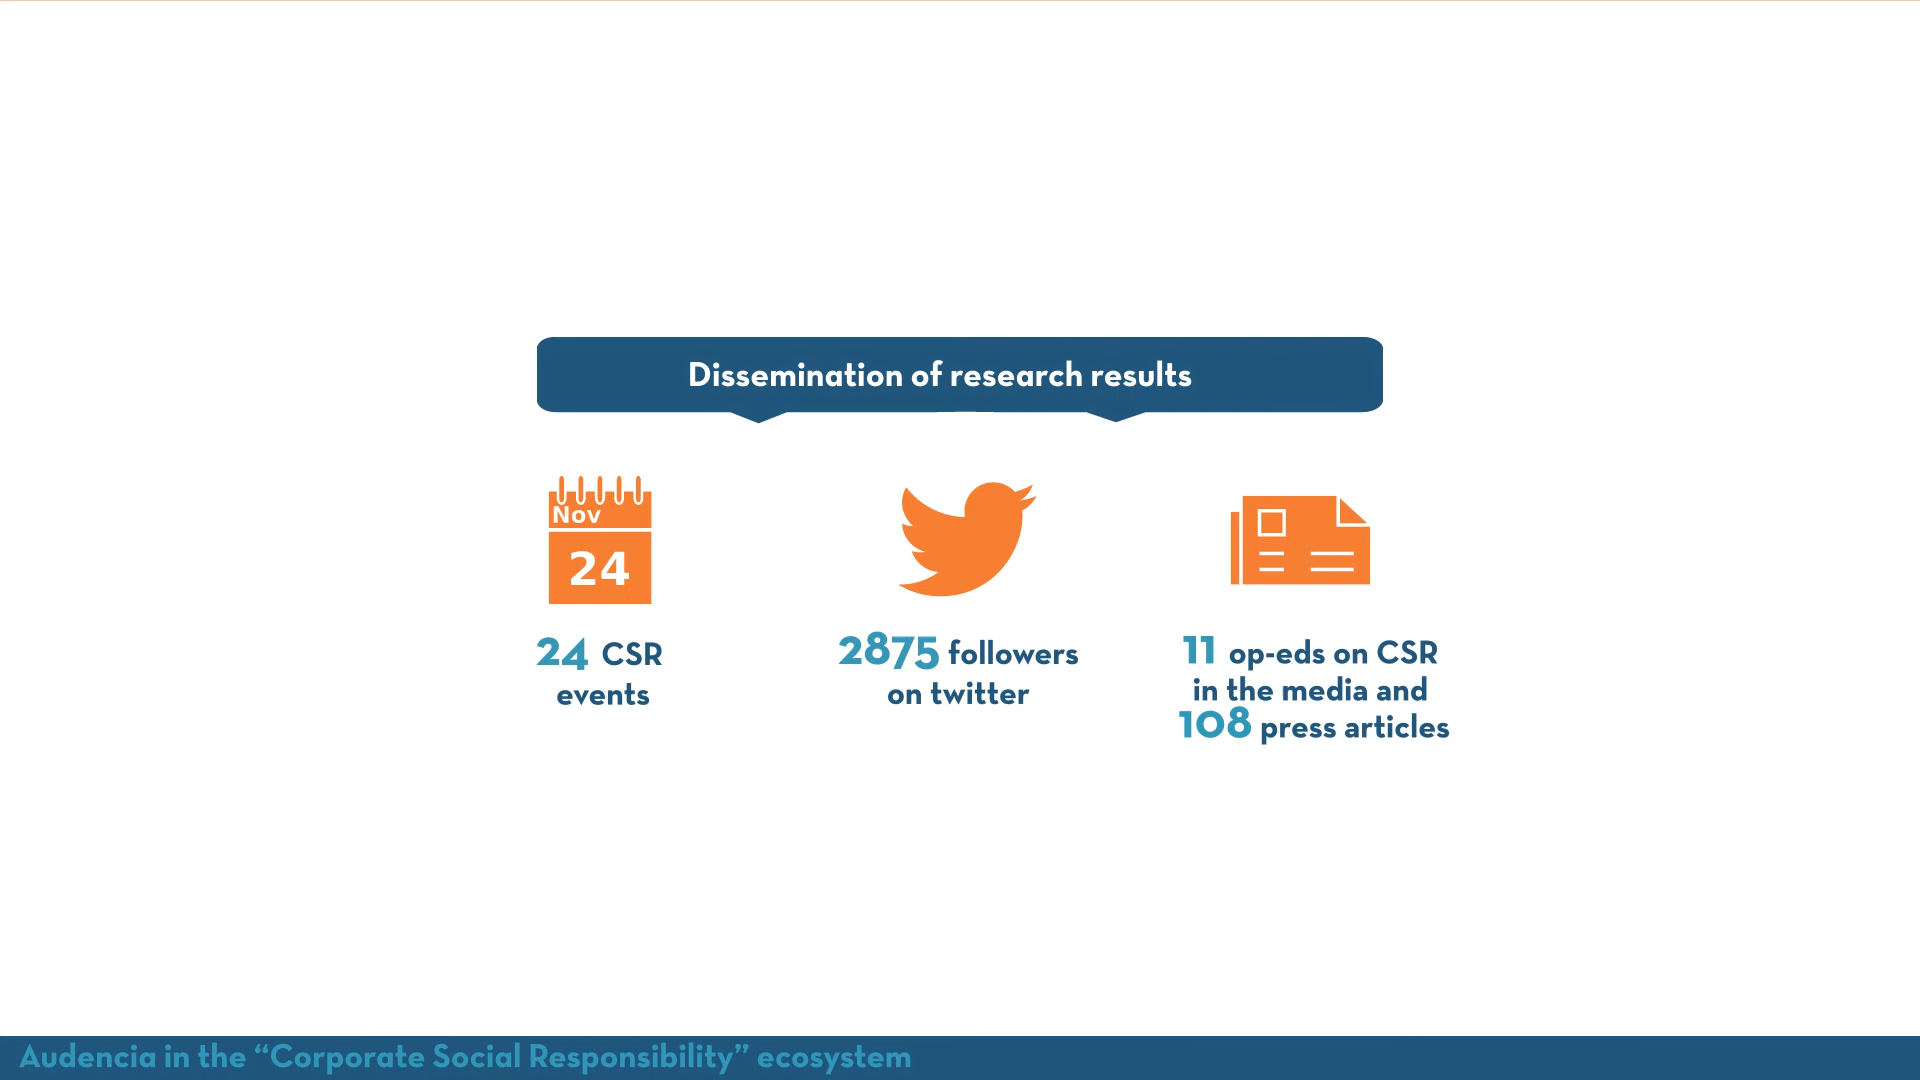 Dissemination of research results
Nov
24
24 CSR
events
2875 followers
on twitter
11 op-eds on CSR
in the media and
108 press articles
Audencia in the “Corporate Social Responsibility” ecosystem